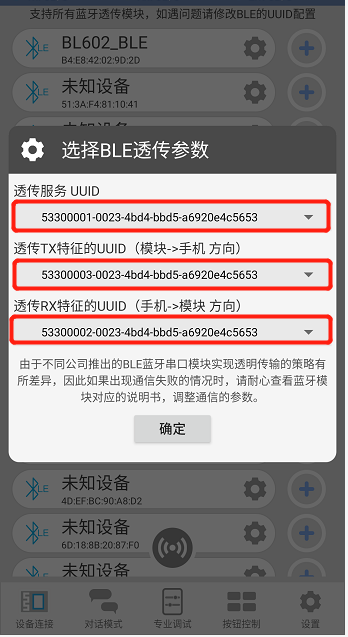 支持所有蓝牙透传模块，如遇问题请修改BLE的UUID配置
LE
BL602_BLE
B4:E8:42:02:9D:2D
LE
未知设备
51:3A:F4:81:10:41
选择BLE透传参数
透传服务 UUID
53300001-0023-4bd4-bbd5-a6920e4c5653
透传TX特征的UUID（模块->手机 方向）
53300003-0023-4bd4-bbd5-a6920e4c5653
透传RX特征的UUID（手机->模块 方向）
53300002-0023-4bd4-bbd5-a6920e4c5653
由于不同公司推出的BLE蓝牙串口模块实现透明传输的策略有
所差异，因此如果出现通信失败的情况时，请耐心查看蓝牙模
块对应的说明书，调整通信的参数。
确定
LE
未知设备
4D:EF:BC:90:A8:D2
LE
未知设备
6D:18:8B:20:87:F0
LE
未知设备
设备连接
对话模式
专业调试
按钮控制
设置